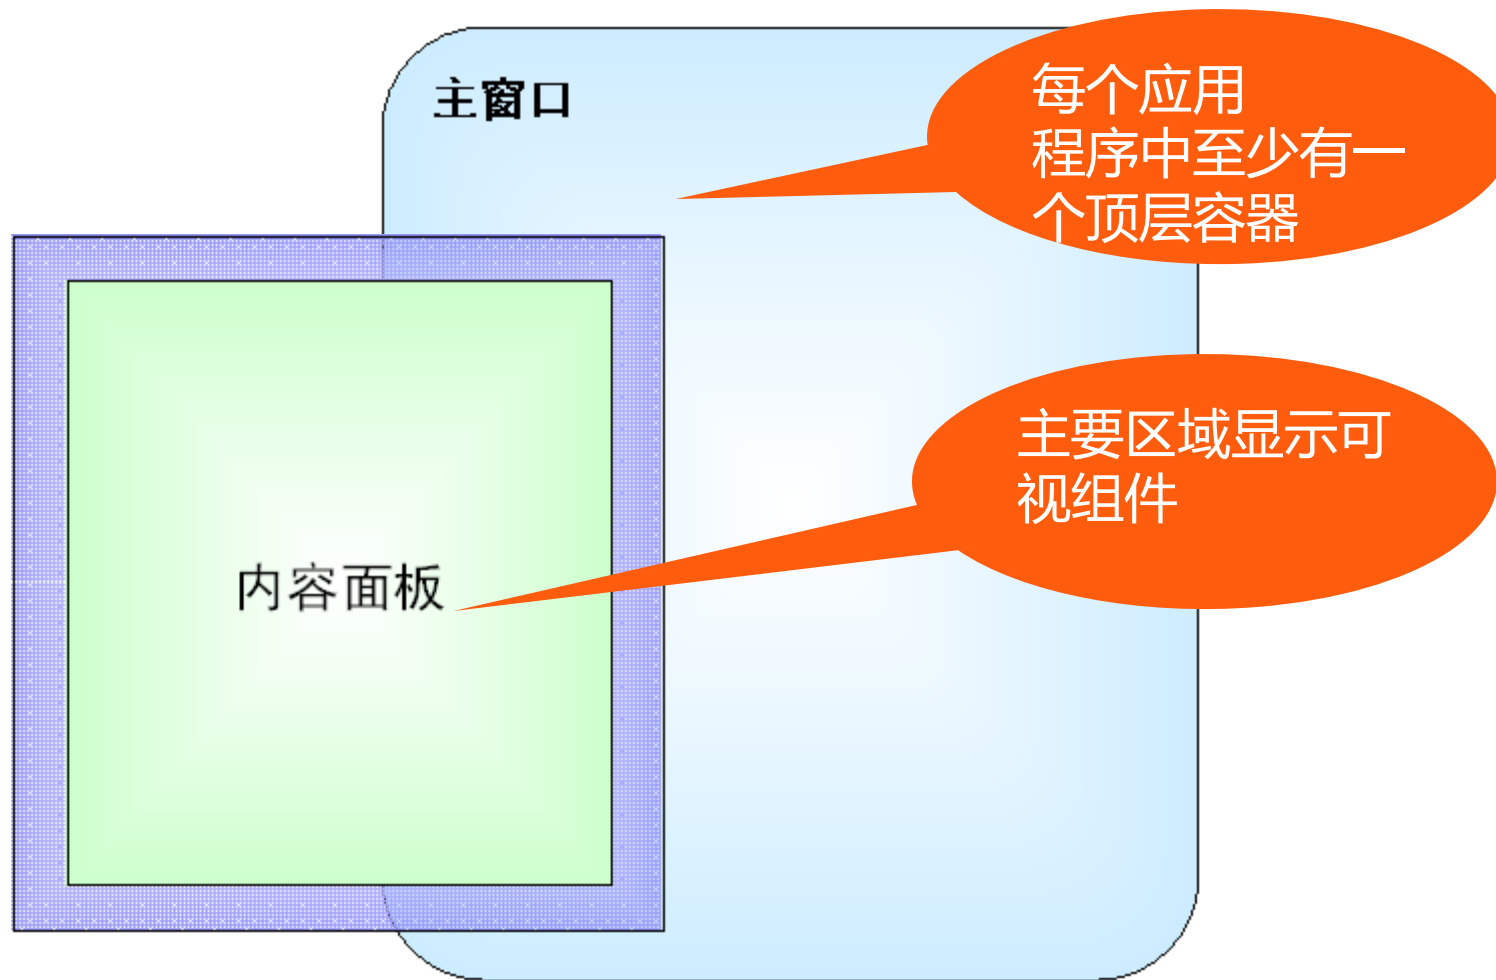 主窗口
每个应用
程序中至少有一
个顶层容器
主要区域显示可
视组件
内容面板